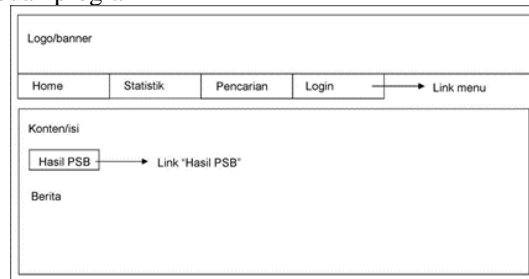 Logo/banner
Home Statistik Pencarian Login Link menu
Konten/isi
Hasil PSB Link "Hasil PSB"
Berita